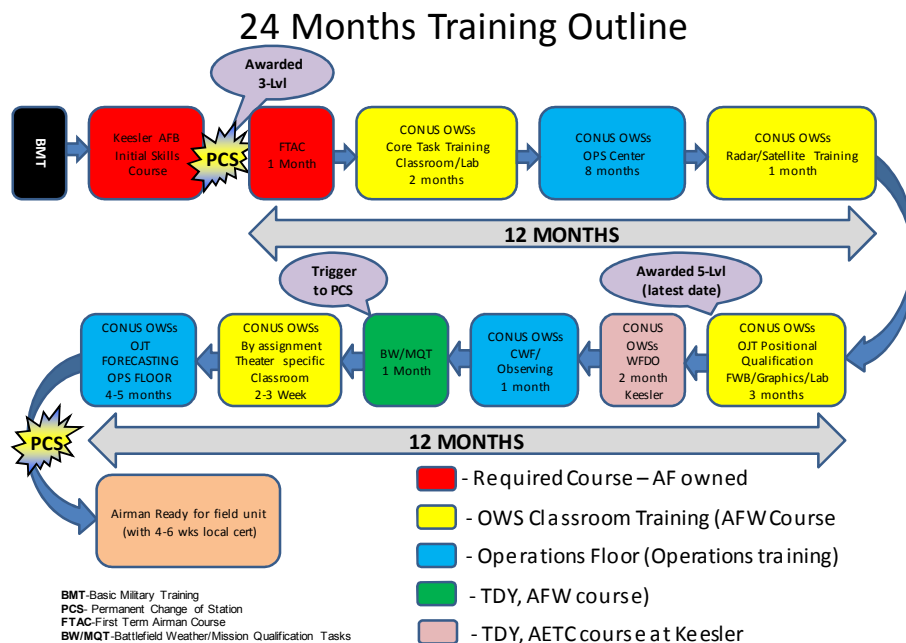 24 Months Training Outline
Awarded
3-Lvl
BMT
Keesler AFB
Initial Skills
Course
PCS
FTAC
1 Month
CONUS OWSs
Core Task Training
Classroom/Lab
2 months
CONUS OWSs
OPS Center
8 months
CONUS OWSs
Radar/Satellite Training
1 month
12 MONTHS
Trigger
to PCS
Awarded 5-Lvl
(latest date)
CONUS OWSs
OJT
FORECASTING
OPS FLOOR
4-5 months
CONUS OWSs
By assignment
Theater specific
Classroom
2-3 Week
BW/MQT
1 Month
CONUS OWSs
CWF/
Observing
1 month
CONUS
OWSs
WFDO
2 month
Keesler
CONUS OWSs
OJT Positional
Qualification
FWB/Graphics/Lab
3 months
PCS
12 MONTHS
Airman Ready for field unit
(with 4-6 wks local cert)
- Required Course – AF owned
- OWS Classroom Training (AFW Course
- Operations Floor (Operations training)
- TDY, AFW course)
- TDY, AETC course at Keesler
BMT-Basic Military Training
PCS- Permanent Change of Station
FTAC-First Term Airman Course
BW/MQT-Battlefield Weather/Mission Qualification Tasks